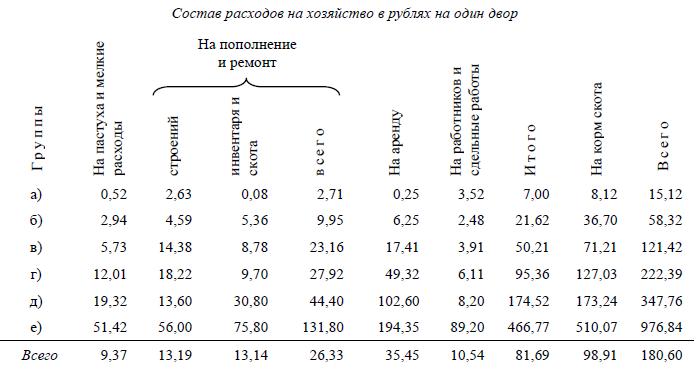 Состав расходов на хозяйство в рублях на один двор
Группы
На пастуха и мелкие
расходы
На пополнение
и ремонт
строений
инвентаря и
скота
всего
На аренду
На работников и
сдельные работы
Итого
На корм скота
Всего
а) 0,52 2,63 0,08 2,71 0,25 3,52 7,00 8,12 15,12
б) 2,94 4,59 5,36 9,95 6,25 2,48 21,62 36,70 58,32
в) 5,73 14,38 8,78 23,16 17,41 3,91 50,21 71,21 121,42
г) 12,01 18,22 9,70 27,92 49,32 6,11 95,36 127,03 222,39
д) 19,32 13,60 30,80 44,40 102,60 8,20 174,52 173,24 347,76
е) 51,42 56,00 75,80 131,80 194,35 89,20 466,77 510,07 976,84
Всего 9,37 13,19 13,14 26,33 35,45 10,54 81,69 98,91 180,60